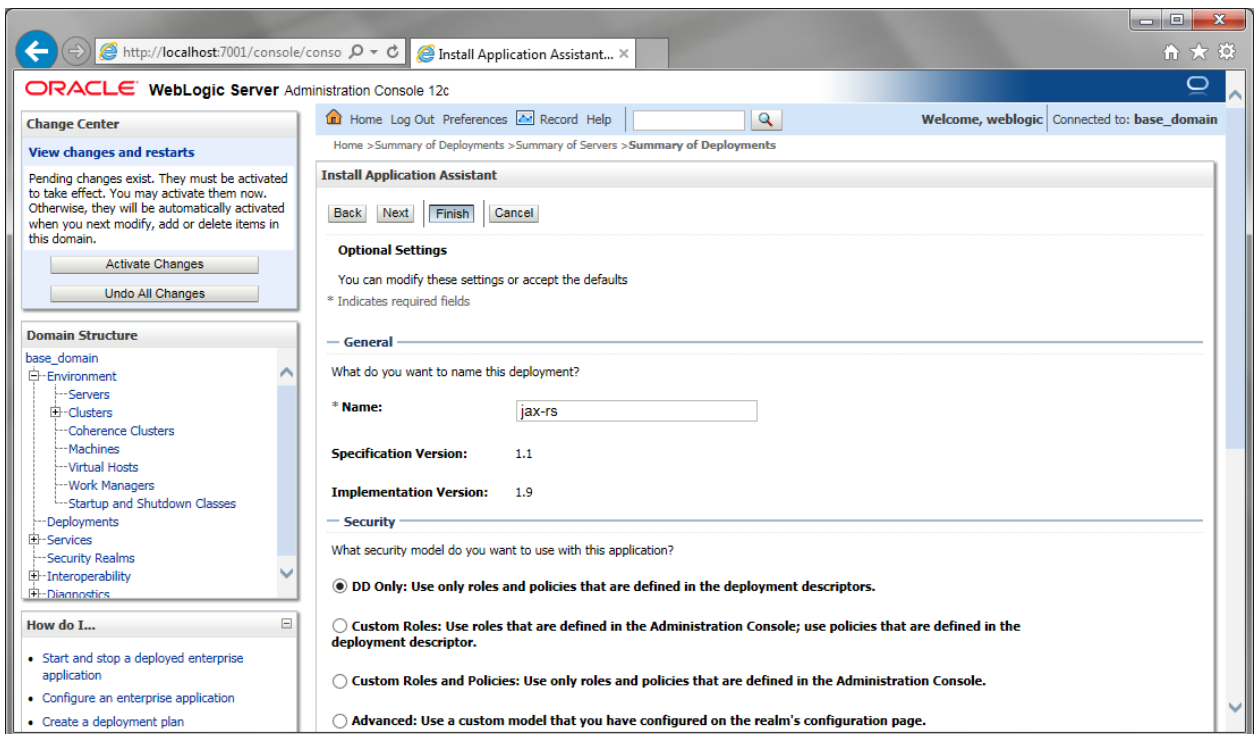 http://localhost:7001/console/conso
Install Application Assistant...
ORACLE WebLogic Server Administration Console 12c
Change Center
View changes and restarts
Pending changes exist. They must be activated
to take effect. You may activate them now.
Otherwise, they will be automatically activated
when you next modify, add or delete items in
this domain.
Activate Changes
Undo All Changes
Domain Structure
base_domain
Environment
Servers
Clusters
Coherence Clusters
Machines
Virtual Hosts
Work Managers
Startup and Shutdown Classes
Deployments
Services
Security Realms
Interoperability
Diagnostics
How do I...
Start and stop a deployed enterprise
application
Configure an enterprise application
Create a deployment plan
Home Log Out Preferences Record Help
Welcome, weblogic Connected to: base_domain
Home >Summary of Deployments >Summary of Servers >Summary of Deployments
Install Application Assistant
Back Next Finish Cancel
Optional Settings
You can modify these settings or accept the defaults
* Indicates required fields
General
What do you want to name this deployment?
* Name: jax-rs
Specification Version: 1.1
Implementation Version: 1.9
Security
What security model do you want to use with this application?
DD Only: Use only roles and policies that are defined in the deployment descriptors.
Custom Roles: Use roles that are defined in the Administration Console; use policies that are defined in the
deployment descriptor.
Custom Roles and Policies: Use only roles and policies that are defined in the Administration Console.
Advanced: Use a custom model that you have configured on the realm's configuration page.